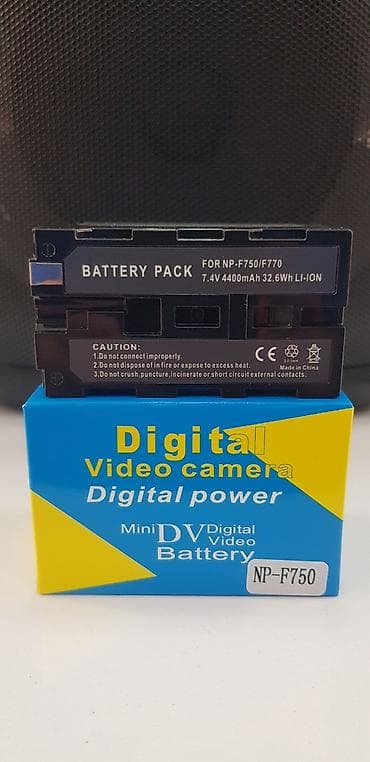 BATTERY PACK
FOR NP-F750/F770
7.4V 4400mAh 32.6Wh LI-ION
CAUTION:
1.Do not connect improperly.
2.Do not dispose of in fire or expose to excessive heat.
3.Do not crush,puncture,incinerate or short circuit external contacts.
CE
Li-ion
Made in China
Digital
Video camera
Digital power
Mini DV Digital Video
Battery
NP-F750